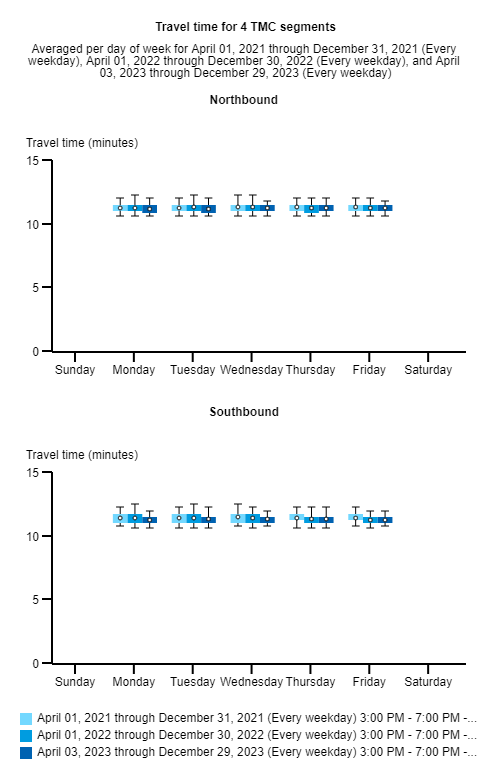 Travel time for 4 TMC segments
Averaged per day of week for April 01, 2021 through December 31, 2021 (Every
weekday), April 01, 2022 through December 30, 2022 (Every weekday), and April
03, 2023 through December 29, 2023 (Every weekday)
Northbound
Travel time (minutes)
15
10
5
0
Sunday Monday Tuesday Wednesday Thursday Friday Saturday
Southbound
Travel time (minutes)
15
10
5
0
Sunday Monday Tuesday Wednesday Thursday Friday Saturday
April 01, 2021 through December 31, 2021 (Every weekday) 3:00 PM - 7:00 PM -...
April 01, 2022 through December 30, 2022 (Every weekday) 3:00 PM - 7:00 PM -...
April 03, 2023 through December 29, 2023 (Every weekday) 3:00 PM - 7:00 PM -...